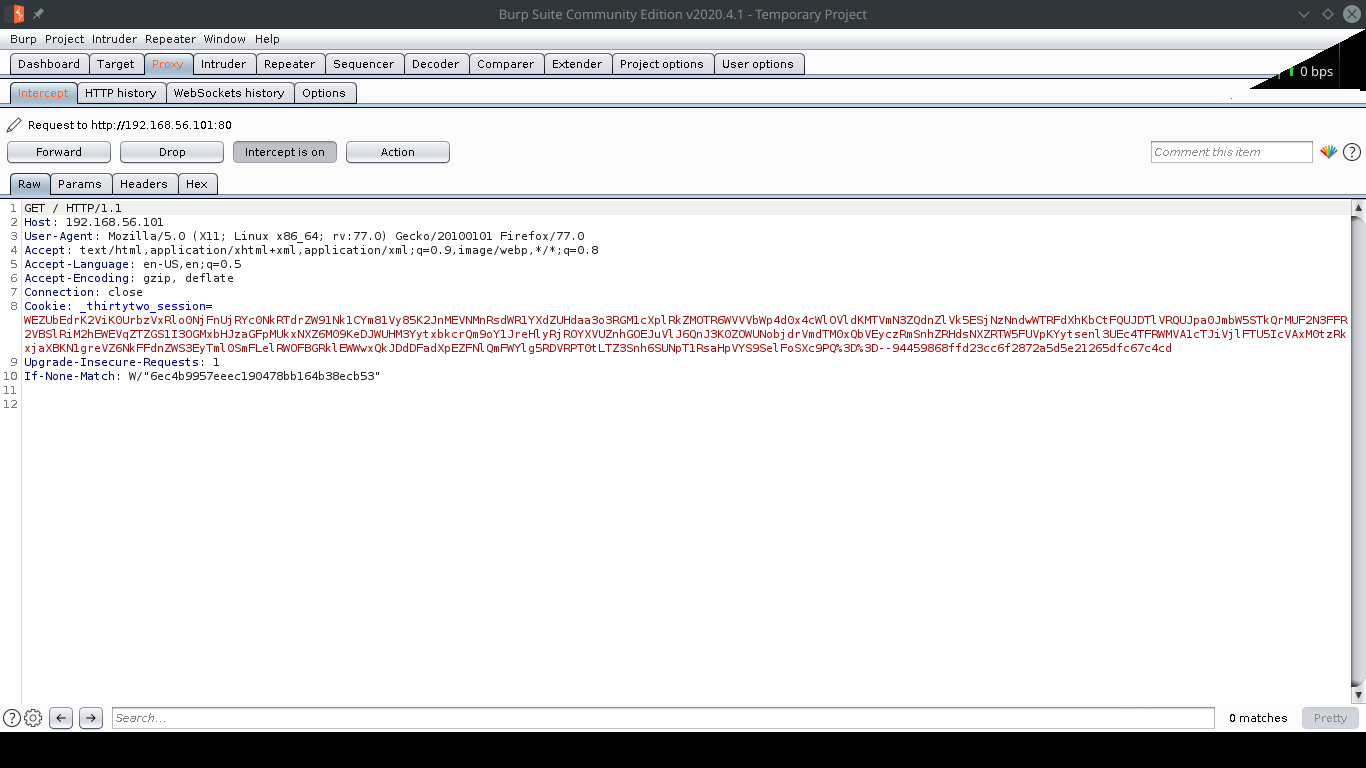 Burp Suite Community Edition v2020.4.1 - Temporary Project
Burp Project Intruder Repeater Window Help
Dashboard Target Proxy Intruder Repeater Sequencer Decoder Comparer Extender Project options User options
0 bps
Intercept HTTP history WebSockets history Options
Request to http://192.168.56.101:80
Forward Drop Intercept is on Action Comment this item ?
Raw Params Headers Hex
1 GET / HTTP/1.1
2 Host: 192.168.56.101
3 User-Agent: Mozilla/5.0 (X11; Linux x86_64; rv:77.0) Gecko/20100101 Firefox/77.0
4 Accept: text/html,application/xhtml+xml,application/xml;q=0.9,image/webp,*/*;q=0.8
5 Accept-Language: en-US,en;q=0.5
6 Accept-Encoding: gzip, deflate
7 Connection: close
8 Cookie: _thirtytwo_session=
9 Upgrade-Insecure-Requests: 1
10 If-None-Match: W/"6ec4b9957eeec190478bb164b38ecb53"
11
12
? Search... 0 matches Pretty